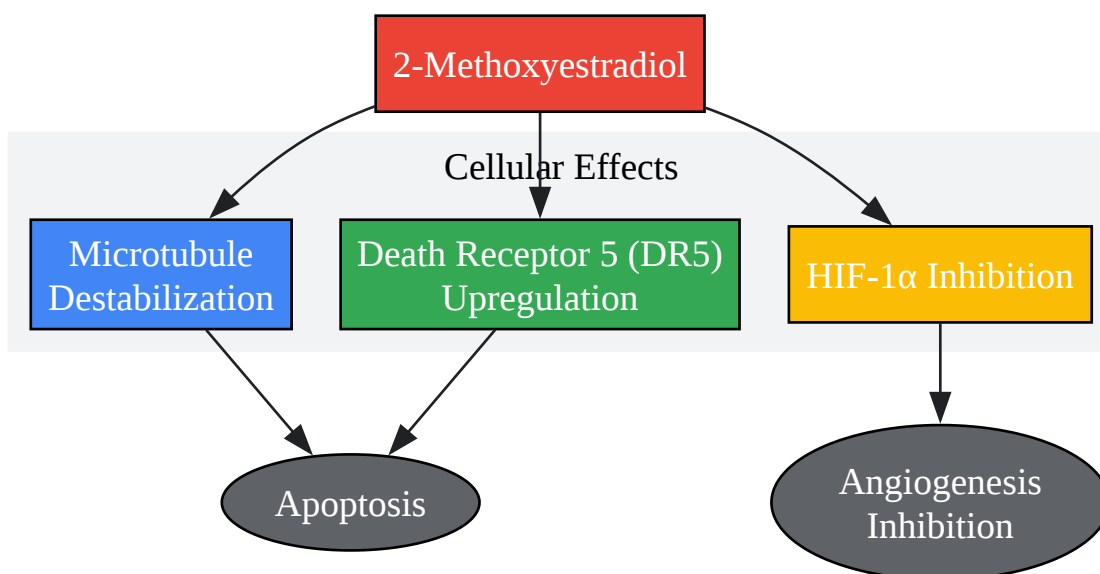 2-Methoxyestradiol
Cellular Effects
Microtubule
Destabilization
Death Receptor 5 (DR5)
Upregulation
HIF-1α Inhibition
Apoptosis
Angiogenesis
Inhibition